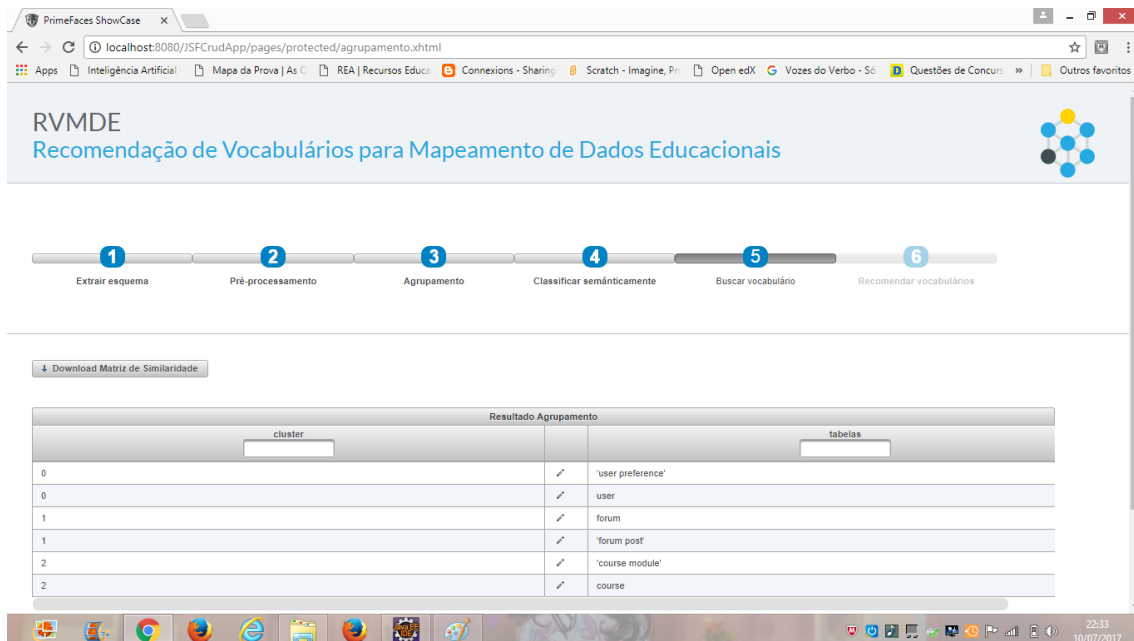 PrimeFaces ShowCase
localhost:8080/JSFCrudApp/pages/protected/agrupamento.xhtml
Apps Inteligência Artificial Mapa da Prova | As C REA | Recursos Educa Connexions - Sharing Scratch - Imagine, Pr Open edX Vozes do Verbo - Só Questões de Concurs » Outros favoritos
RVMDE
Recomendação de Vocabulários para Mapeamento de Dados Educacionais
1 2 3 4 5 6
Extrair esquema Pré-processamento Agrupamento Classificar semânticamente Buscar vocabulário Recomendar vocabulários
Download Matriz de Similaridade
Resultado Agrupamento
cluster tabelas
0 'user preference'
0 user
1 forum
1 'forum post'
2 'course module'
2 course
22:33
10/07/2017